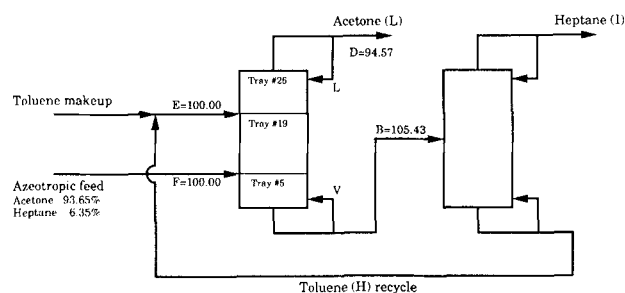 Acetone (L)
D=94.57
Heptane (I)
Tray #25
L
Toluene makeup
E=100.00
Tray #19
B=105.43
F=100.00
Tray #5
Azeotropic feed
Acetone 93.65%
Heptane 6.35%
V
Toluene (H) recycle